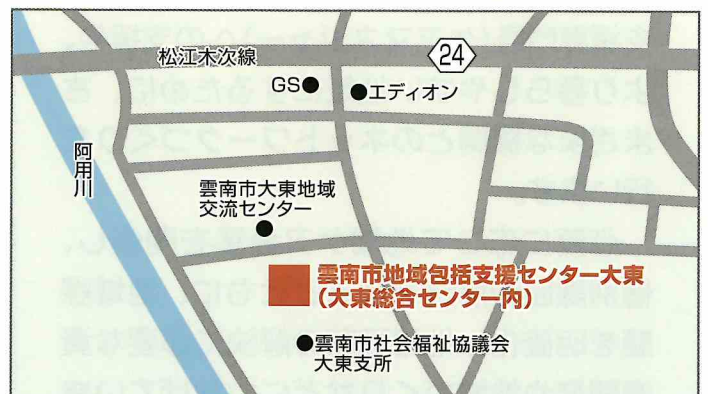 松江木次線
24
GS
エディオン
阿用川
雲南市大東地域
交流センター
雲南市地域包括支援センター大東
(大東総合センター内)
雲南市社会福祉協議会
大東支所